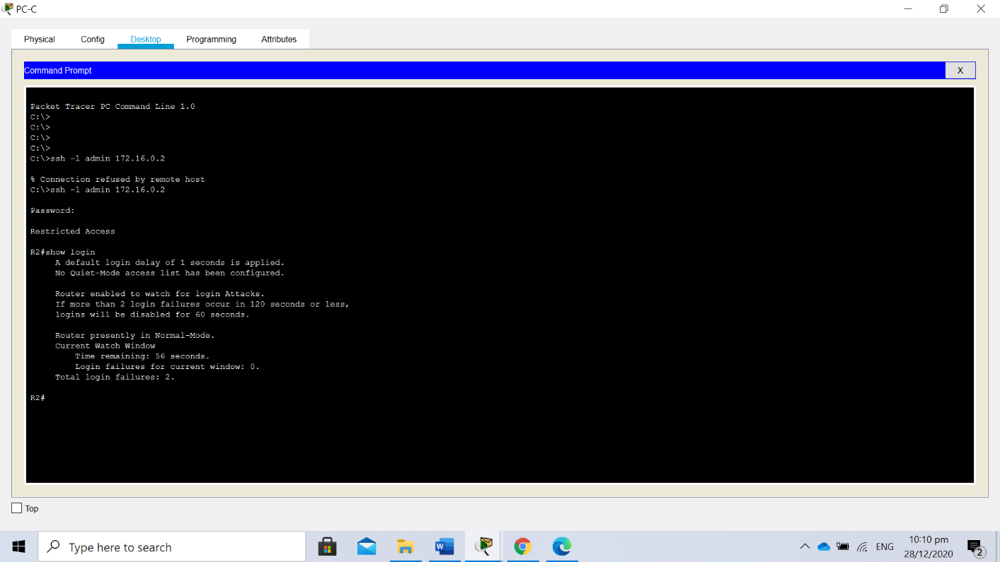 PC-C
Physical Config Desktop Programming Attributes
Command Prompt
X
Packet Tracer PC Command Line 1.0
C:\>
C:\>
C:\>
C:\>
C:\>ssh -l admin 172.16.0.2
% Connection refused by remote host
C:\>ssh -l admin 172.16.0.2
Password:
Restricted Access
R2#show login
A default login delay of 1 seconds is applied.
No Quiet-Mode access list has been configured.
Router enabled to watch for login Attacks.
If more than 2 login failures occur in 120 seconds or less,
logins will be disabled for 60 seconds.
Router presently in Normal-Mode.
Current Watch Window
Time remaining: 56 seconds.
Login failures for current window: 0.
Total login failures: 2.
R2#
Top
Type here to search
W
ENG
10:10 pm
28/12/2020
2